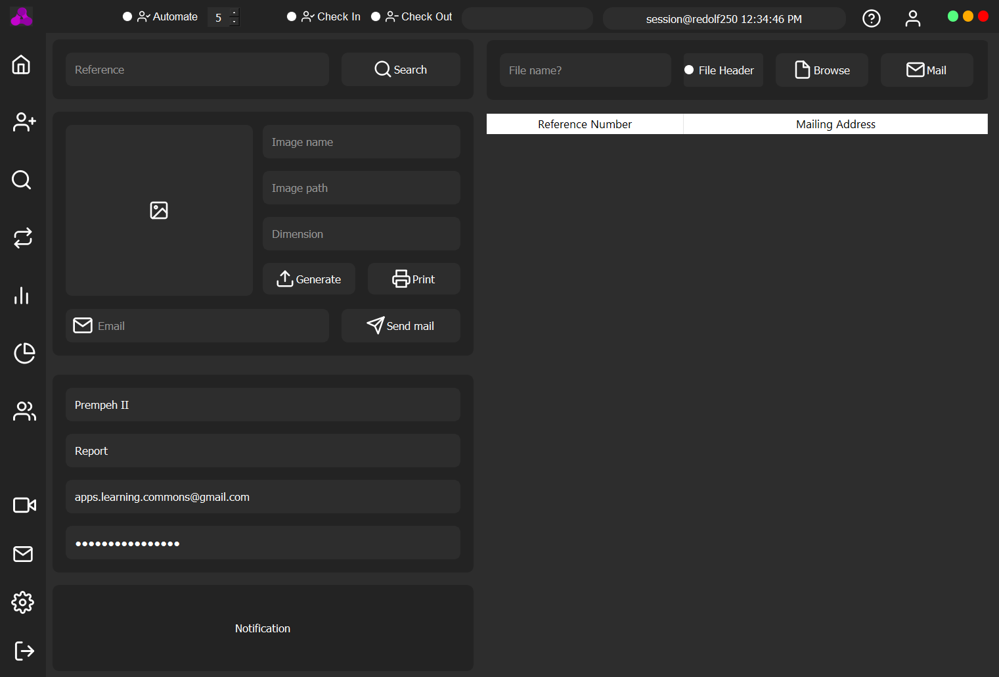 Automate 5 Check In Check Out session@redolf250 12:34:46 PM
Reference Search
File name? File Header Browse Mail
Reference Number Mailing Address
Image name
Image path
Dimension
Generate Print
Email Send mail
Prempeh II
Report
apps.learning.commons@gmail.com
●●●●●●●●●●●●●●●●
Notification